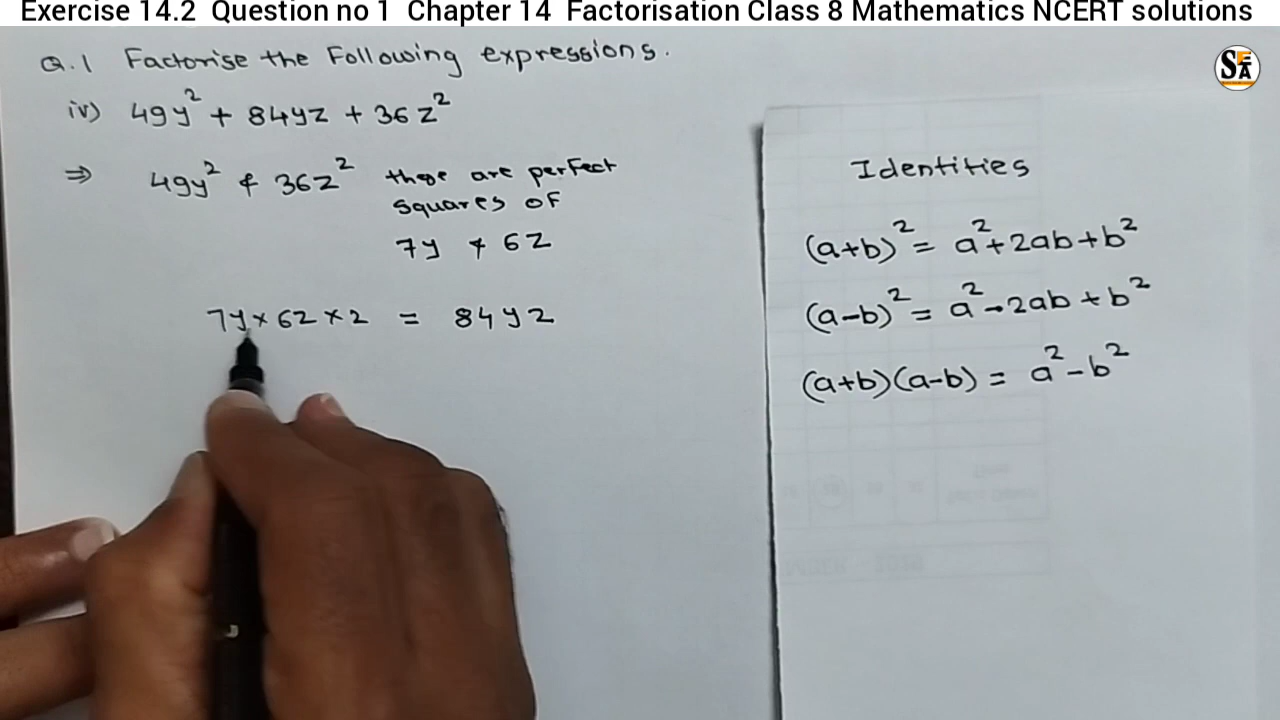 Exercise 14.2 Question no 1 Chapter 14 Factorisation Class 8 Mathematics NCERT solutions
SETA
Q.1 Factorise the Following expressions.
iv) 49y² + 84yz + 36z²
⇒ 49y² & 36z² these are perfect
squares of
7y & 6z
7y × 6z × 2 = 84yz
Identities
(a+b)² = a²+2ab+b²
(a-b)² = a²-2ab+b²
(a+b)(a-b) = a²-b²